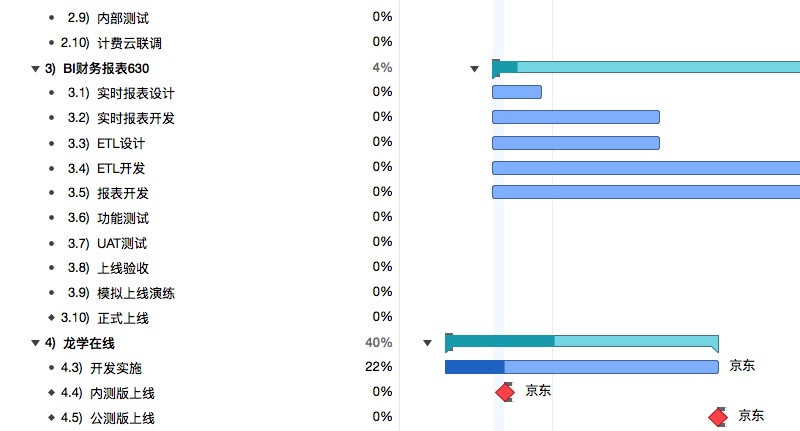 2.9) 内部测试 0%
2.10) 计费云联调 0%
3) BI财务报表630 4%
3.1) 实时报表设计 0%
3.2) 实时报表开发 0%
3.3) ETL设计 0%
3.4) ETL开发 0%
3.5) 报表开发 0%
3.6) 功能测试 0%
3.7) UAT测试 0%
3.8) 上线验收 0%
3.9) 模拟上线演练 0%
3.10) 正式上线 0%
4) 龙学在线 40%
4.3) 开发实施 22% 京东
4.4) 内测版上线 0% 京东
4.5) 公测版上线 0% 京东